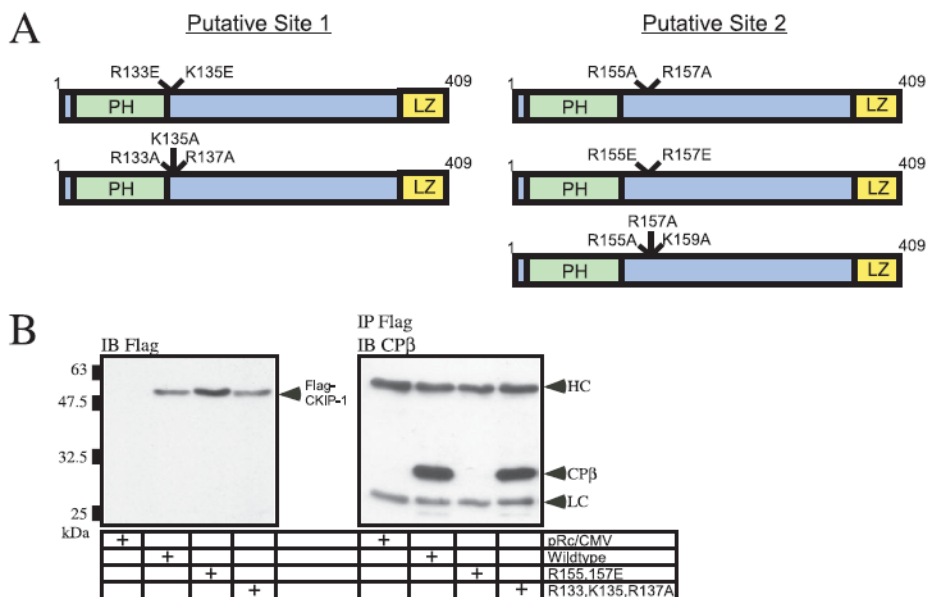 A
Putative Site 1
Putative Site 2
R133E K135E
1 409
PH LZ
K135A
R133A R137A
1 409
PH LZ
R155A R157A
1 409
PH LZ
R155E R157E
1 409
PH LZ
R157A
R155A K159A
1 409
PH LZ
B
IB Flag
IP Flag
IB CPβ
63
47.5
32.5
25
kDa
Flag-
CKIP-1
HC
CPβ
LC
+ + pRc/CMV
+ + Wildtype
+ + R155,157E
+ + R133,K135,R137A